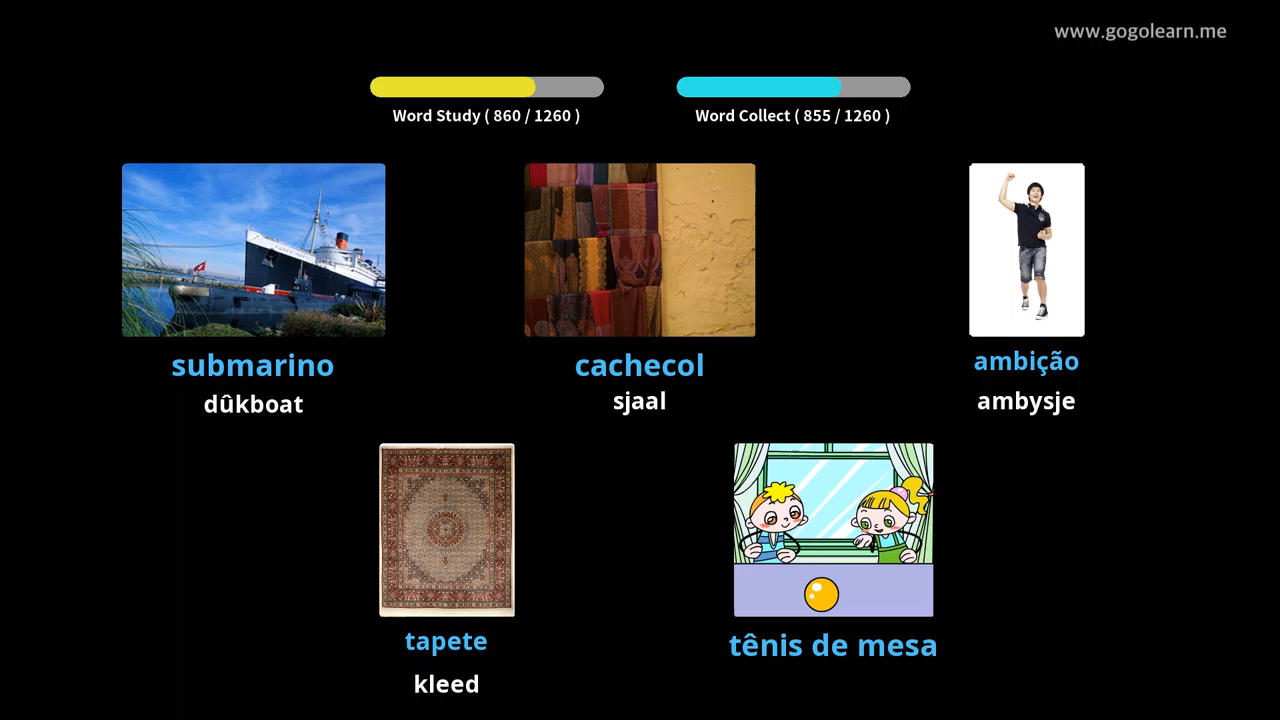 www.gogolearn.me
Word Study ( 860 / 1260 )
Word Collect ( 855 / 1260 )
submarino
dûkboat
cachecol
sjaal
ambição
ambysje
tapete
kleed
tênis de mesa